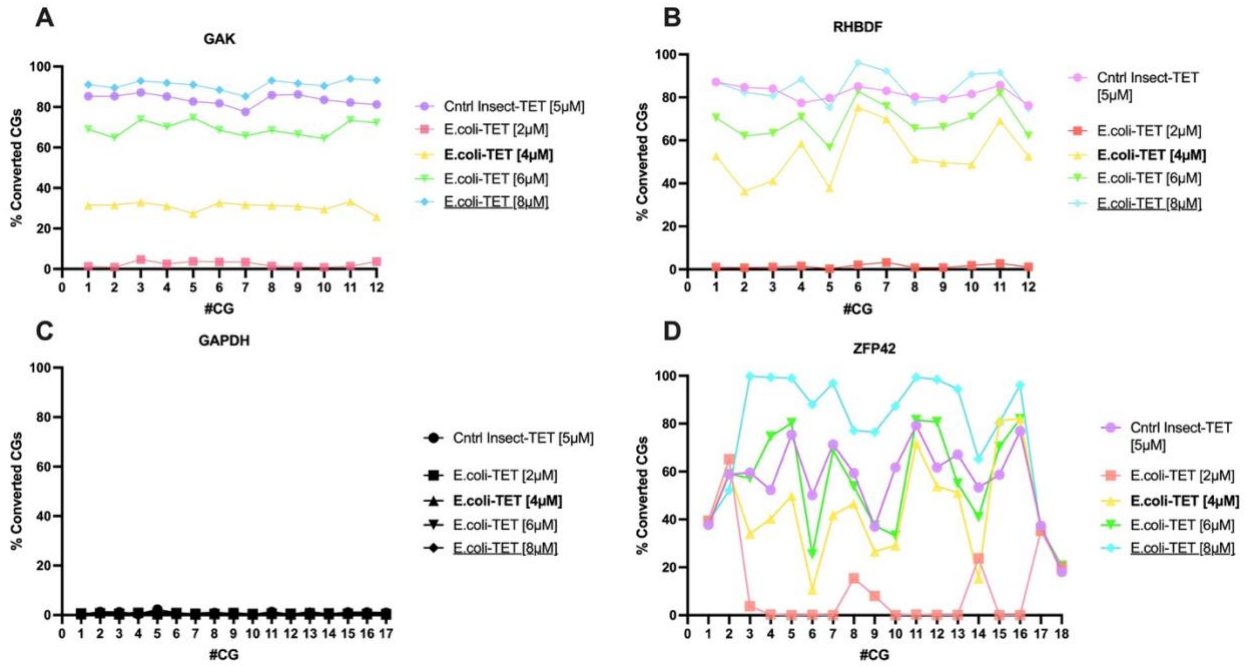 A
GAK
100
80
60
40
20
0
% Converted CGs
0 1 2 3 4 5 6 7 8 9 10 11 12
#CG
Cntrl Insect-TET [5µM]
E.coli-TET [2µM]
E.coli-TET [4µM]
E.coli-TET [6µM]
E.coli-TET [8µM]
B
RHBDF
100
80
60
40
20
0
% Converted CGs
0 1 2 3 4 5 6 7 8 9 10 11 12
#CG
Cntrl Insect-TET
[5µM]
E.coli-TET [2µM]
E.coli-TET [4µM]
E.coli-TET [6µM]
E.coli-TET [8µM]
C
GAPDH
100
80
60
40
20
0
% Converted CGs
0 1 2 3 4 5 6 7 8 9 10 11 12 13 14 15 16 17
#CG
Cntrl Insect-TET [5µM]
E.coli-TET [2µM]
E.coli-TET [4µM]
E.coli-TET [6µM]
E.coli-TET [8µM]
D
ZFP42
100
80
60
40
20
0
% Converted CGs
0 1 2 3 4 5 6 7 8 9 10 11 12 13 14 15 16 17 18
#CG
Cntrl Insect-TET
[5µM]
E.coli-TET [2µM]
E.coli-TET [4µM]
E.coli-TET [6µM]
E.coli-TET [8µM]